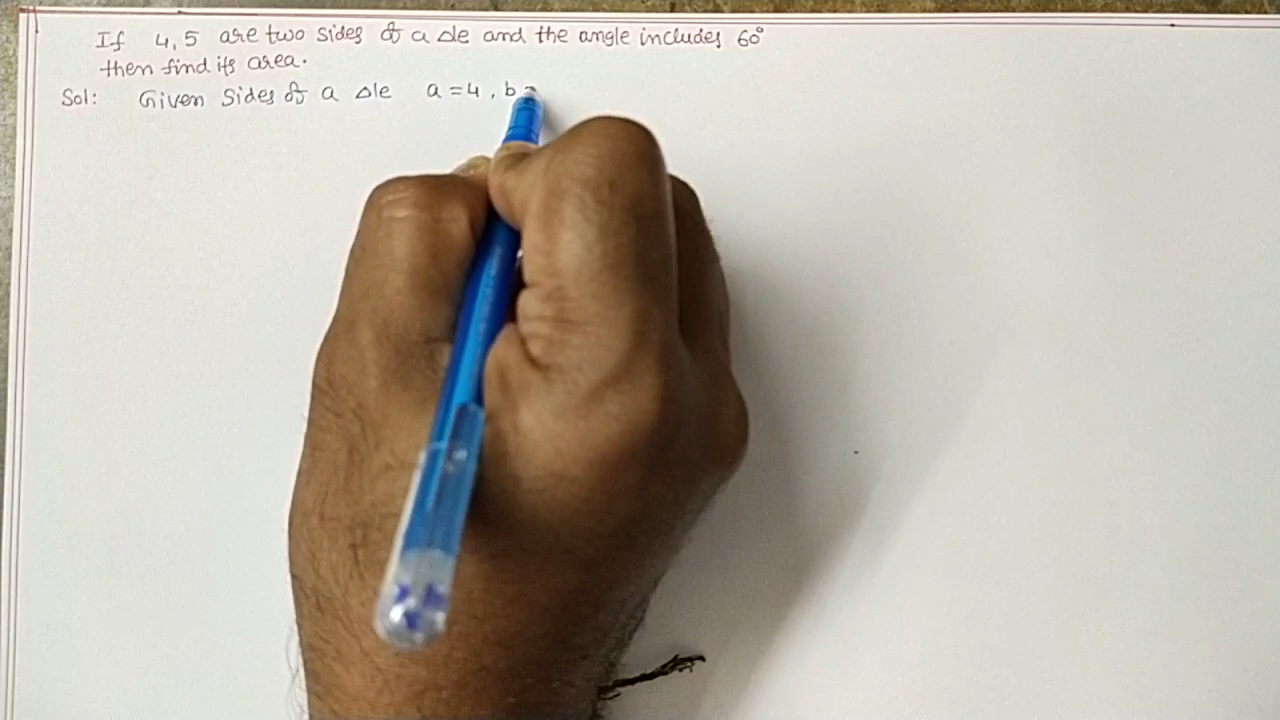 If 4,5 are two sides of a Δle and the angle includes 60°
then find its area.
Sol: Given sides of a Δle a = 4, b =